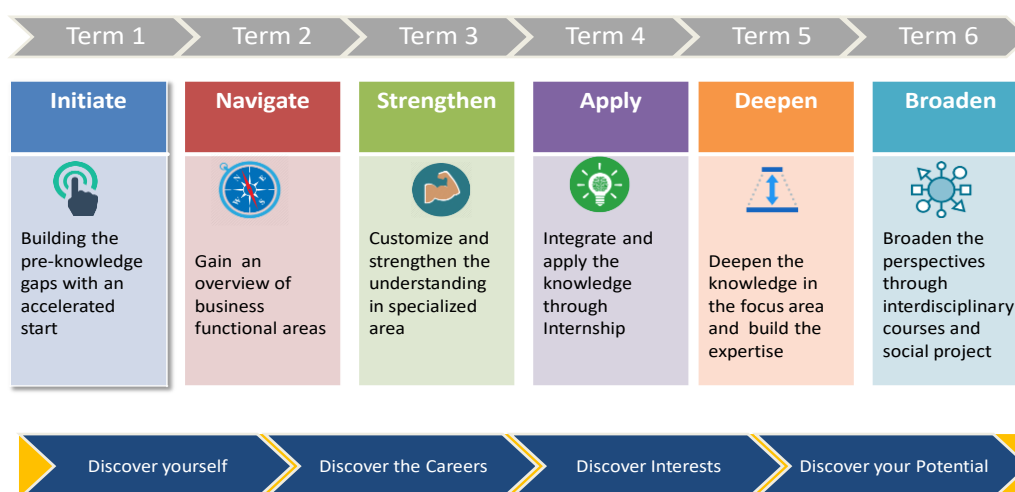 Term 1
Term 2
Term 3
Term 4
Term 5
Term 6
Initiate
Navigate
Strengthen
Apply
Deepen
Broaden
Building the
pre-knowledge
gaps with an
accelerated
start
Gain an
overview of
business
functional areas
Customize and
strengthen the
understanding
in specialized
area
Integrate and
apply the
knowledge
through
Internship
Deepen the
knowledge in
the focus area
and build the
expertise
Broaden the
perspectives
through
interdisciplinary
courses and
social project
Discover yourself
Discover the Careers
Discover Interests
Discover your Potential